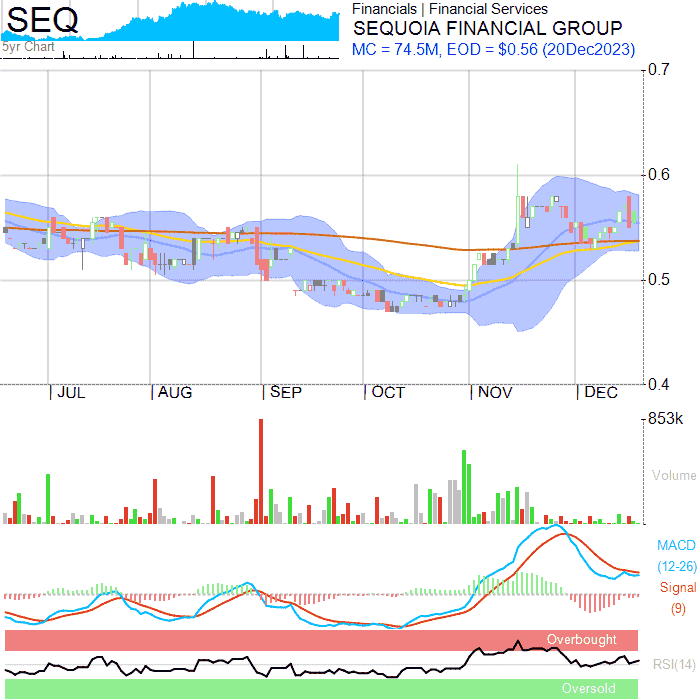 SEQ
5yr Chart
Financials | Financial Services
SEQUOIA FINANCIAL GROUP
MC = 74.5M, EOD = $0.56 (20Dec2023)
0.7
0.6
0.5
0.4
JUL AUG SEP OCT NOV DEC
853k
Volume
MACD
(12-26)
Signal
(9)
Overbought
RSI(14)
Oversold